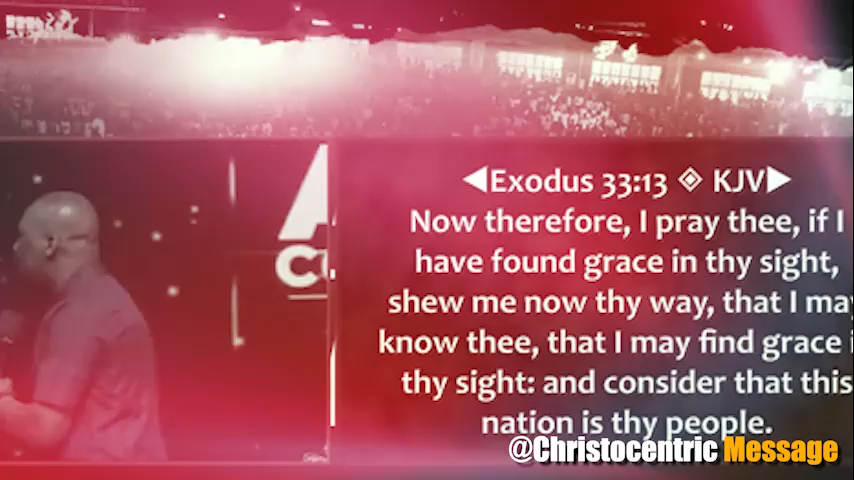 ◄Exodus 33:13 ◈ KJV►
Now therefore, I pray thee, if I
have found grace in thy sight,
shew me now thy way, that I may
know thee, that I may find grace i
thy sight: and consider that this
nation is thy people.
@Christocentric Message